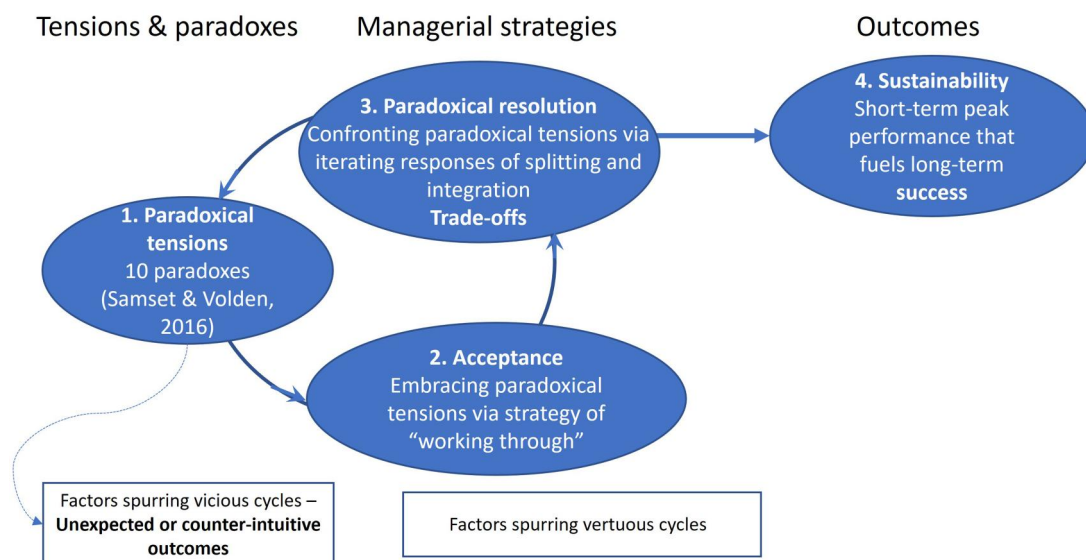 Tensions & paradoxes
Managerial strategies
Outcomes
3. Paradoxical resolution
Confronting paradoxical tensions via
iterating responses of splitting and
integration
Trade-offs
4. Sustainability
Short-term peak
performance that
fuels long-term
success
1. Paradoxical
tensions
10 paradoxes
(Samset & Volden,
2016)
2. Acceptance
Embracing paradoxical
tensions via strategy of
“working through”
Factors spurring vicious cycles –
Unexpected or counter-intuitive
outcomes
Factors spurring vertuous cycles